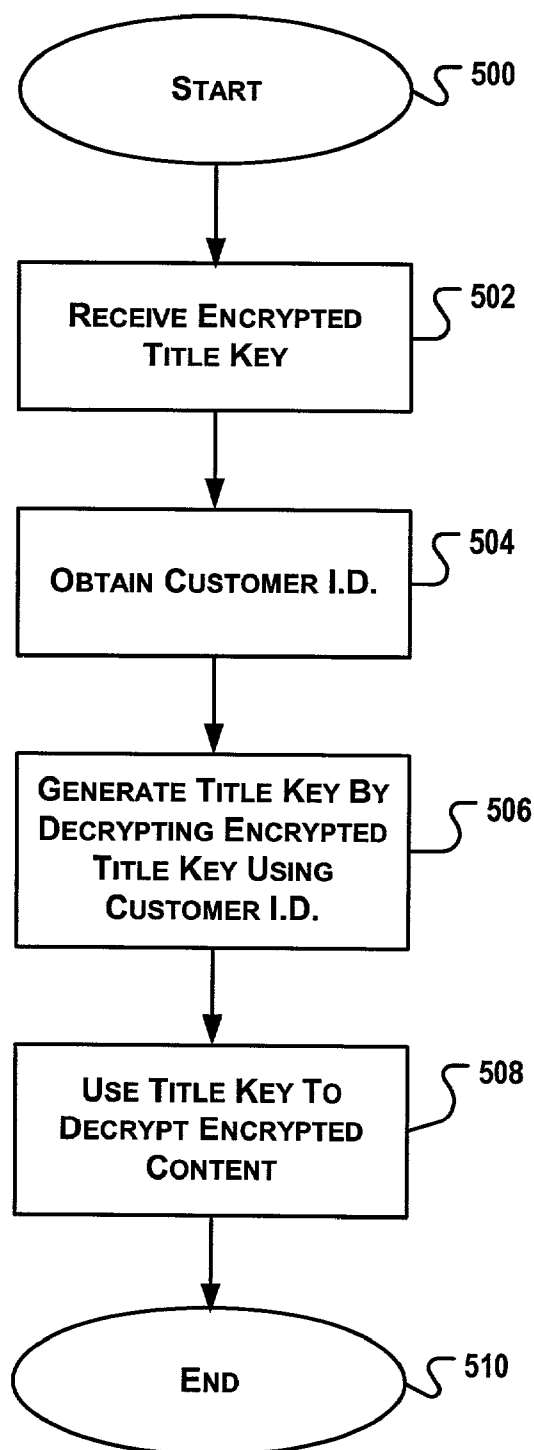 START
500
RECEIVE ENCRYPTED
TITLE KEY
502
OBTAIN CUSTOMER I.D.
504
GENERATE TITLE KEY BY
DECRYPTING ENCRYPTED
TITLE KEY USING
CUSTOMER I.D.
506
USE TITLE KEY TO
DECRYPT ENCRYPTED
CONTENT
508
END
510